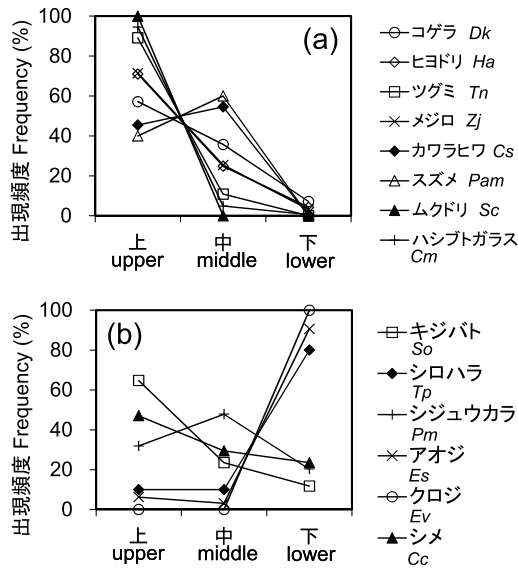 出現頻度 Frequency (%)
100
80
60
40
20
0
(a)
上 中 下
upper middle lower
コゲラ Dk
ヒヨドリ Ha
ツグミ Tn
メジロ Zj
カワラヒワ Cs
スズメ Pam
ムクドリ Sc
ハシブトガラス
Cm
出現頻度 Frequency (%)
100
80
60
40
20
0
(b)
上 中 下
upper middle lower
キジバト
So
シロハラ
Tp
シジュウカラ
Pm
アオジ
Es
クロジ
Ev
シメ
Cc